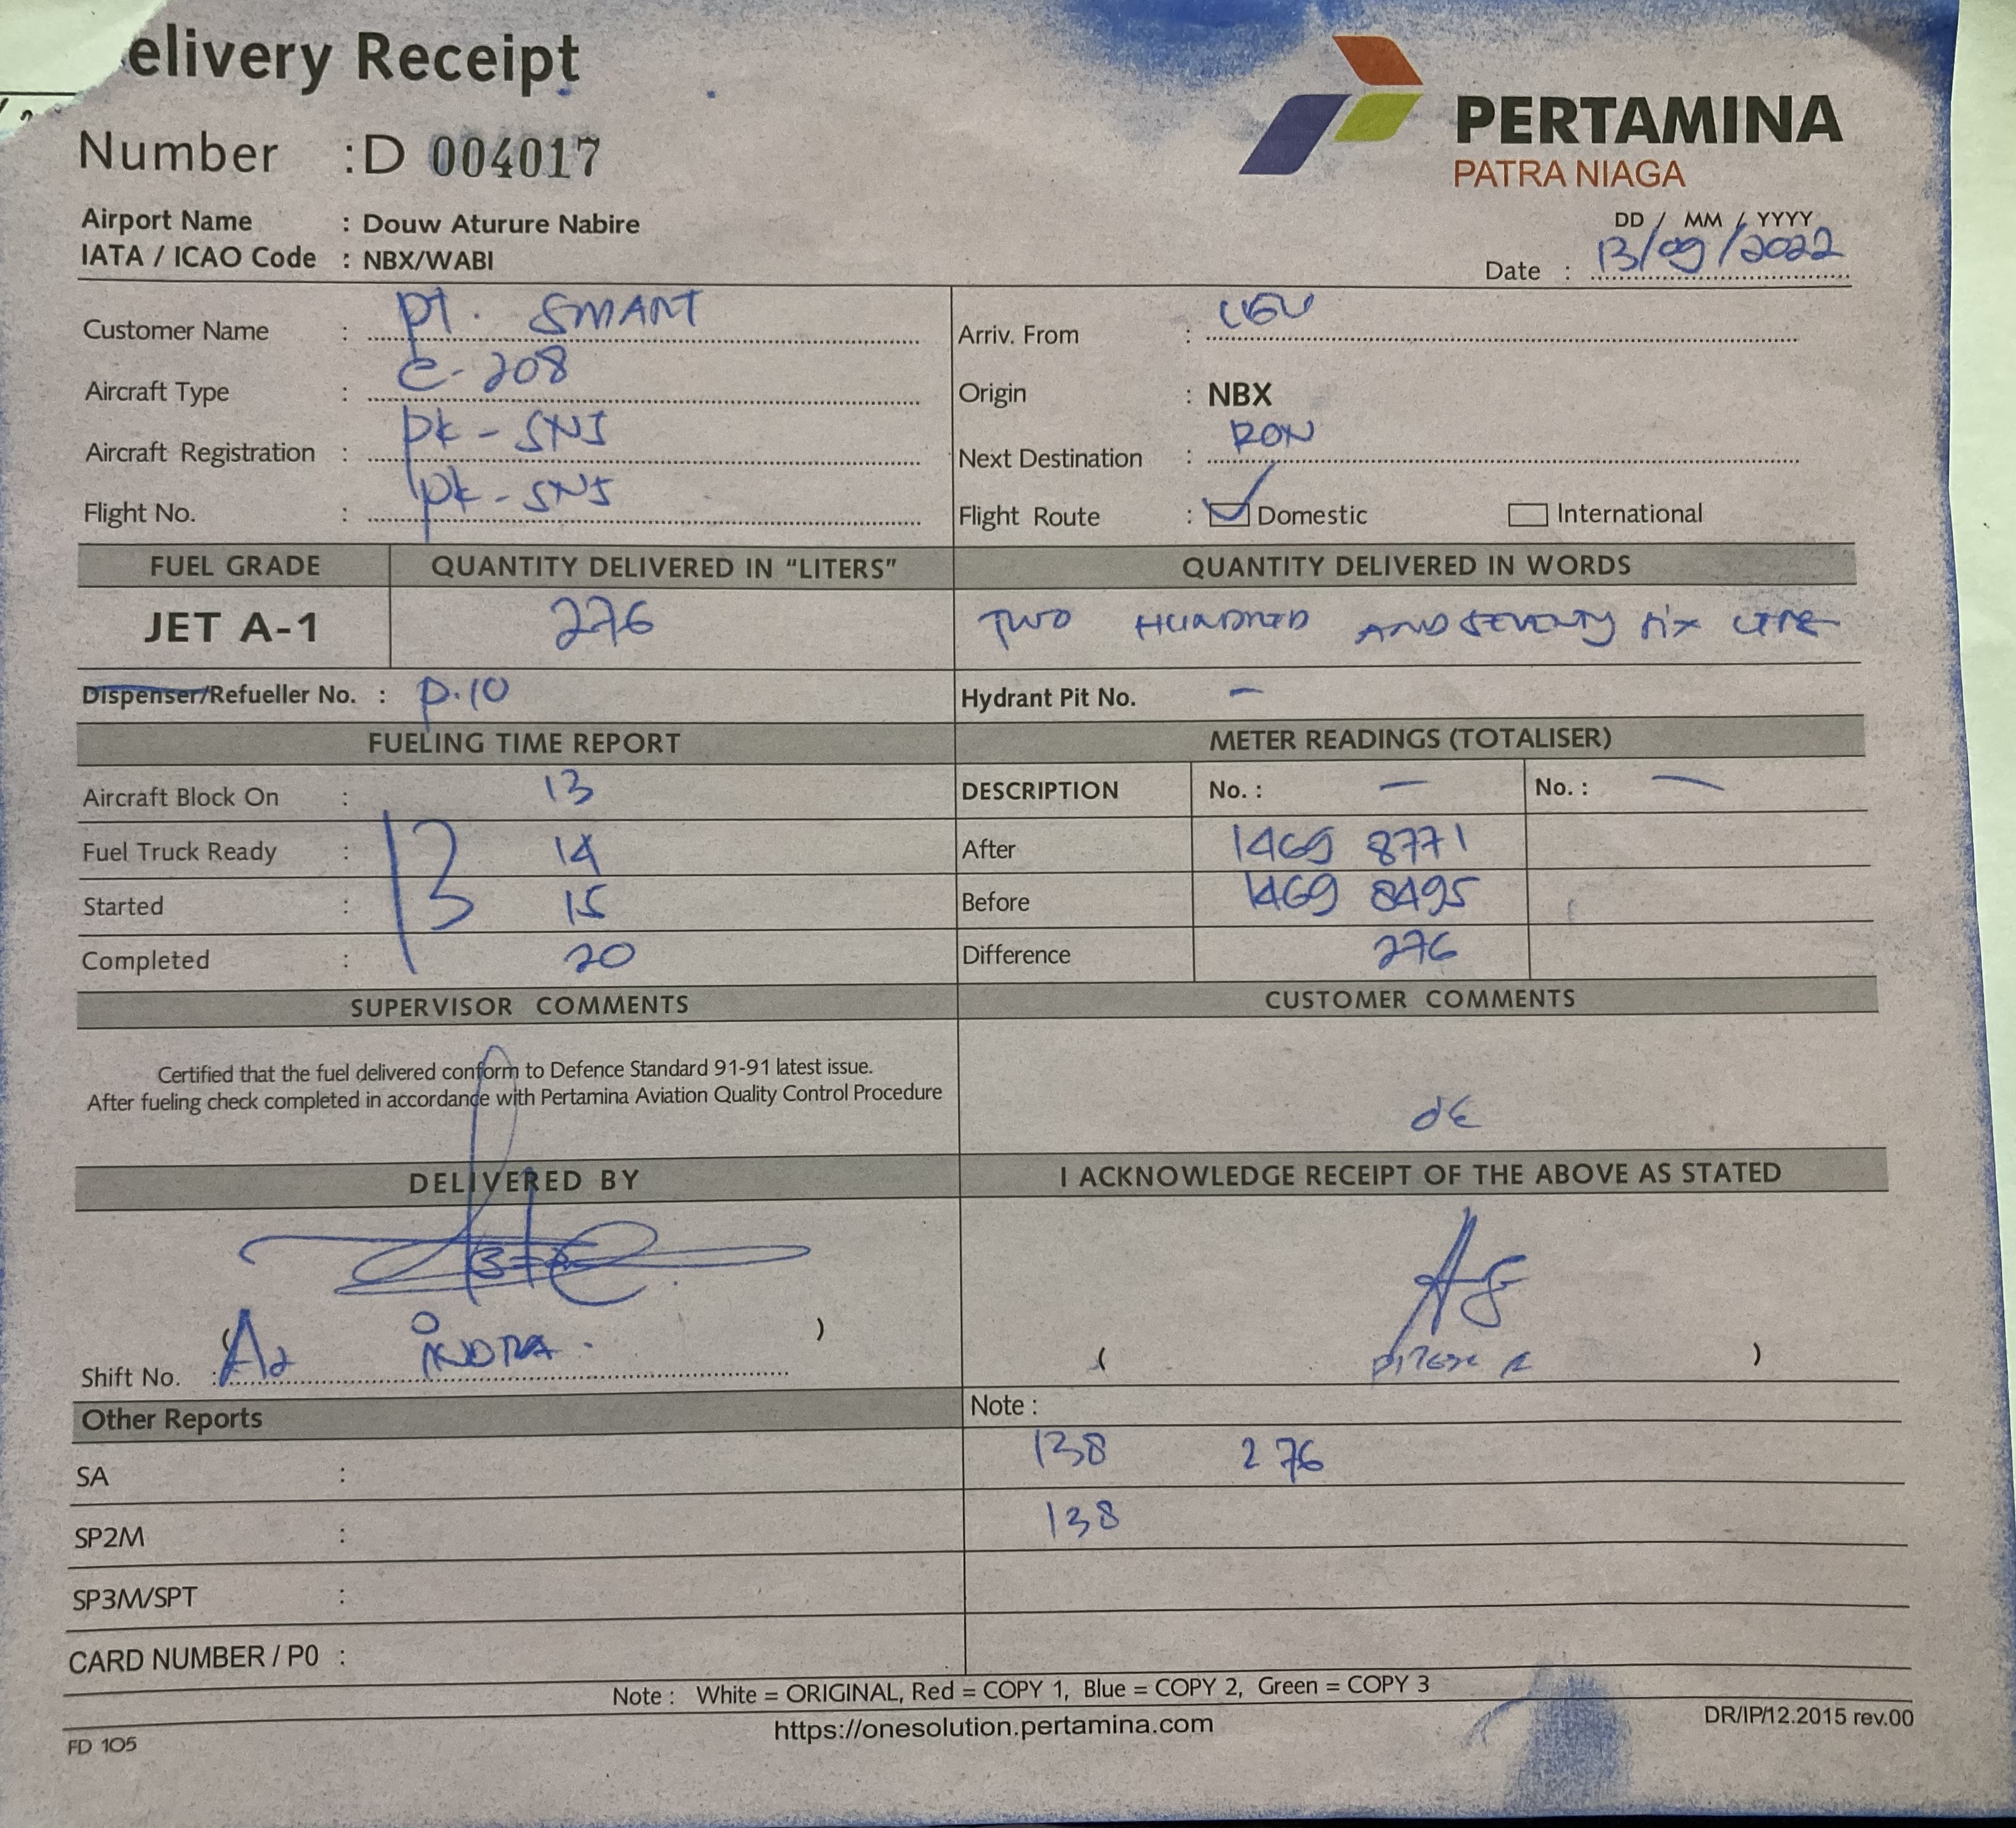 elivery Receipt
Number : D 004017
PERTAMINA
PATRA NIAGA
Airport Name : Douw Aturure Nabire
IATA / ICAO Code : NBX/WABI
DD / MM / YYYY
Date : 13/09/2022
Customer Name : PT. SMART
Arriv. From :
Aircraft Type : C-208
Origin : NBX
Aircraft Registration : PK-SNJ
Next Destination : RON
Flight No. : PK-SNJ
Flight Route : Domestic International
FUEL GRADE QUANTITY DELIVERED IN "LITERS" QUANTITY DELIVERED IN WORDS
JET A-1 276 TWO HUNDRED AND SEVENTY SIX
Dispenser/Refueller No. : P.10 Hydrant Pit No. -
FUELING TIME REPORT METER READINGS (TOTALISER)
Aircraft Block On : 13 DESCRIPTION No. : - No. : -
Fuel Truck Ready : 14 After 1469 8771
13
Started : 15 Before 1469 8495
Completed : 20 Difference 276
SUPERVISOR COMMENTS CUSTOMER COMMENTS
Certified that the fuel delivered conform to Defence Standard 91-91 latest issue.
After fueling check completed in accordance with Pertamina Aviation Quality Control Procedure
DELIVERED BY I ACKNOWLEDGE RECEIPT OF THE ABOVE AS STATED
Shift No. : INDRA.
( )
Other Reports Note :
SA : 138 276
SP2M : 138
SP3M/SPT :
CARD NUMBER / P0 :
Note : White = ORIGINAL, Red = COPY 1, Blue = COPY 2, Green = COPY 3
https://onesolution.pertamina.com
DR/IP/12.2015 rev.00
FD 105